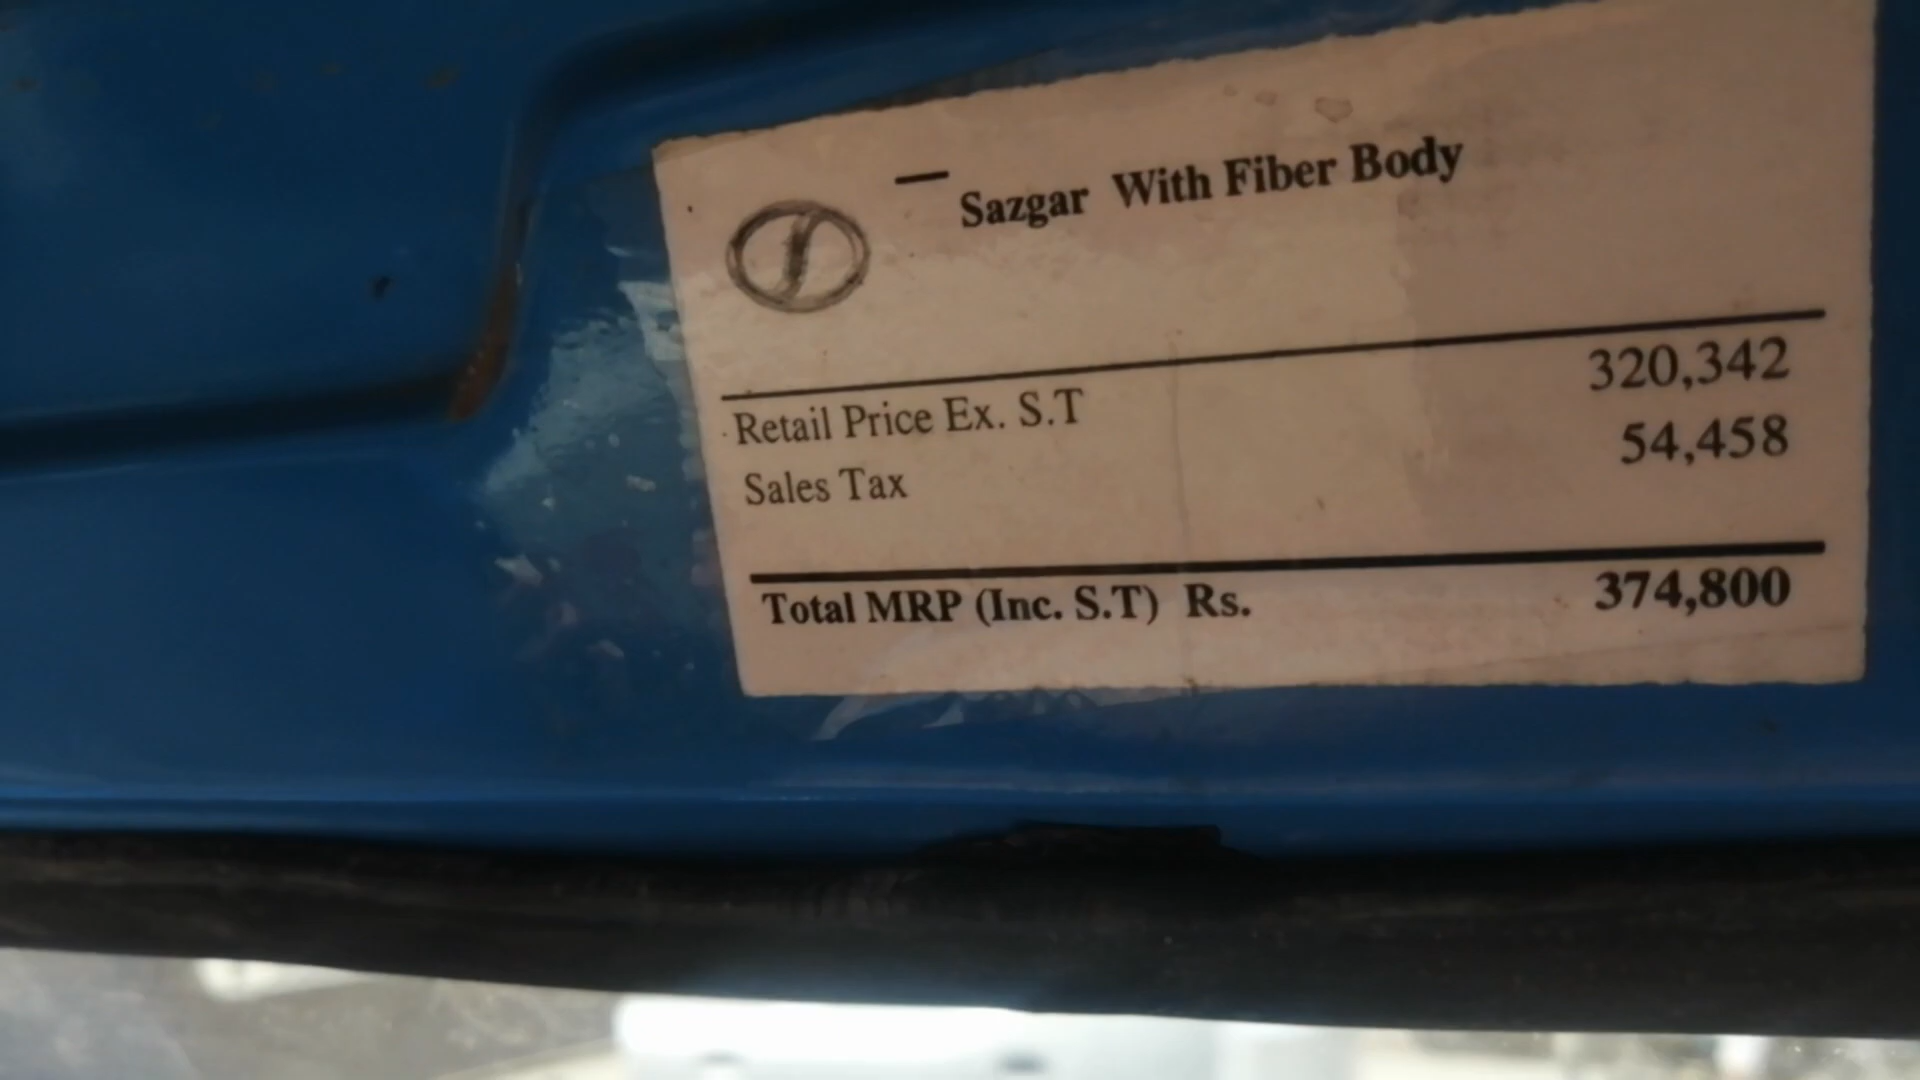 Sazgar With Fiber Body
Retail Price Ex. S.T 320,342
Sales Tax 54,458
Total MRP (Inc. S.T) Rs. 374,800